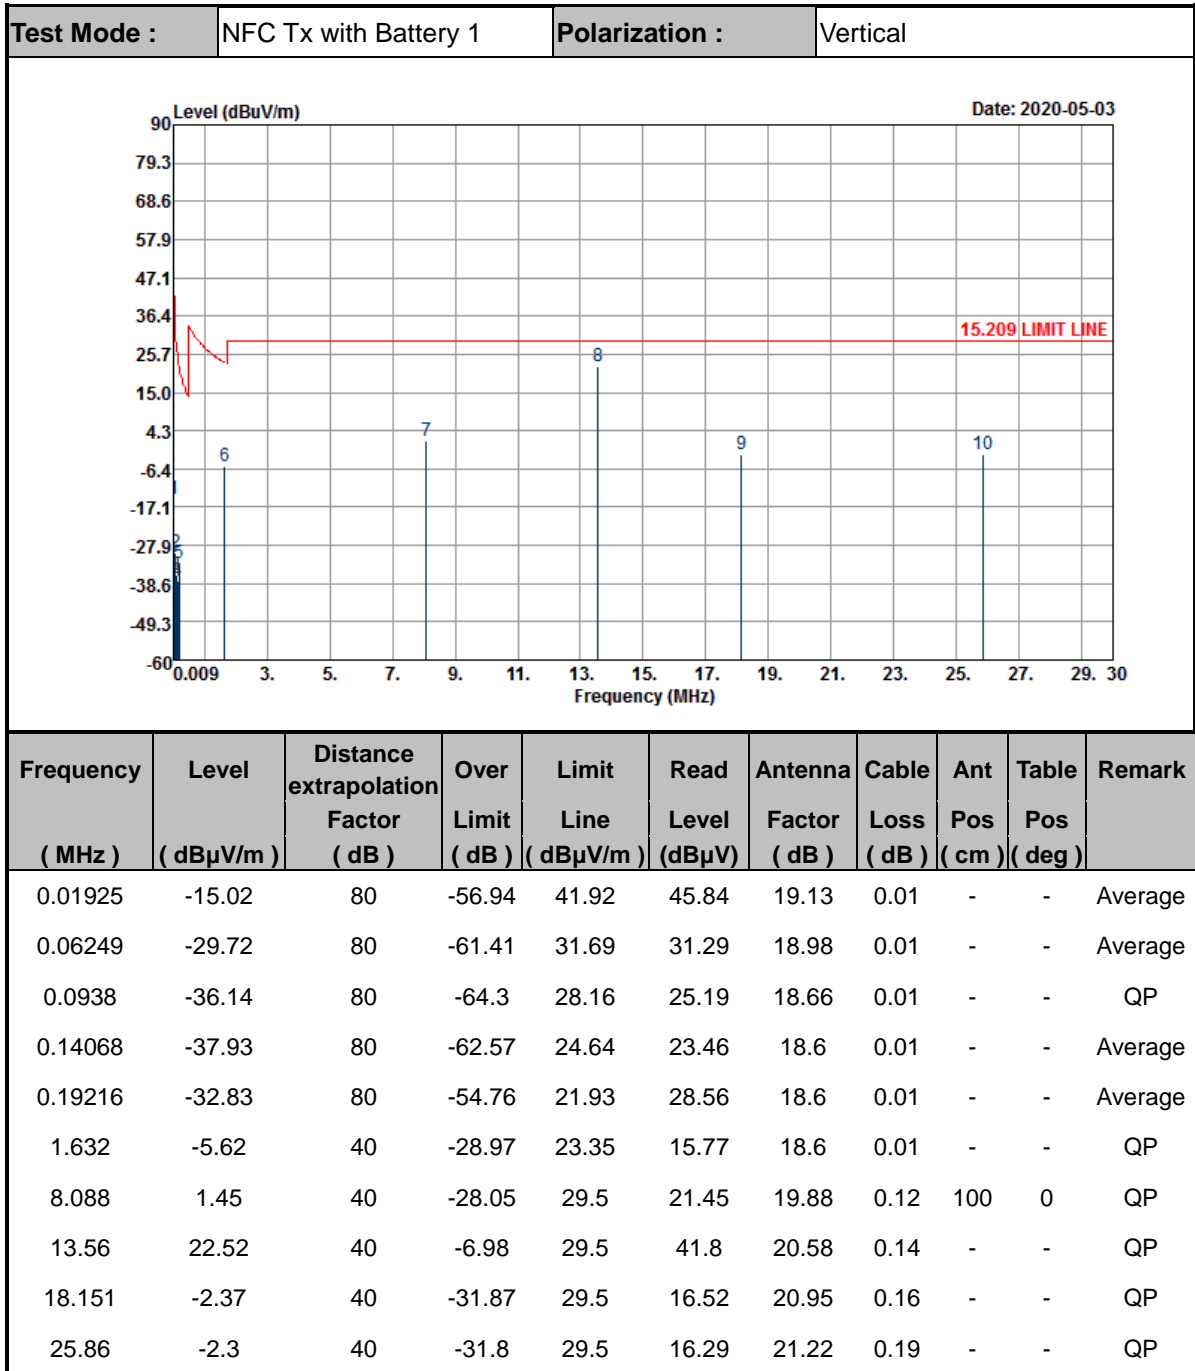 Test Mode : NFC Tx with Battery 1 Polarization : Vertical
Level (dBuV/m) Date: 2020-05-03
90
79.3
68.6
57.9
47.1
36.4
25.7
15.0
4.3
-6.4
-17.1
-27.9
-38.6
-49.3
-60
15.209 LIMIT LINE
2
5
6
7
8
9
10
0.009 3. 5. 7. 9. 11. 13. 15. 17. 19. 21. 23. 25. 27. 29. 30
Frequency (MHz)
Frequency Level Distance extrapolation Over Limit Read Antenna Cable Ant Table Remark
Factor Limit Line Level Factor Loss Pos Pos
( MHz ) ( dBµV/m ) ( dB ) ( dB ) ( dBµV/m ) (dBµV) ( dB ) ( dB ) ( cm ) ( deg )
0.01925 -15.02 80 -56.94 41.92 45.84 19.13 0.01 - - Average
0.06249 -29.72 80 -61.41 31.69 31.29 18.98 0.01 - - Average
0.0938 -36.14 80 -64.3 28.16 25.19 18.66 0.01 - - QP
0.14068 -37.93 80 -62.57 24.64 23.46 18.6 0.01 - - Average
0.19216 -32.83 80 -54.76 21.93 28.56 18.6 0.01 - - Average
1.632 -5.62 40 -28.97 23.35 15.77 18.6 0.01 - - QP
8.088 1.45 40 -28.05 29.5 21.45 19.88 0.12 100 0 QP
13.56 22.52 40 -6.98 29.5 41.8 20.58 0.14 - - QP
18.151 -2.37 40 -31.87 29.5 16.52 20.95 0.16 - - QP
25.86 -2.3 40 -31.8 29.5 16.29 21.22 0.19 - - QP